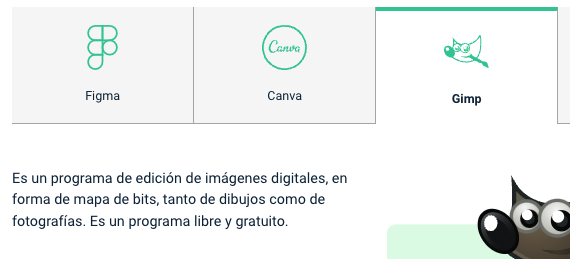 Canva
Figma
Canva
Gimp
Es un programa de edición de imágenes digitales, en
forma de mapa de bits, tanto de dibujos como de
fotografías. Es un programa libre y gratuito.